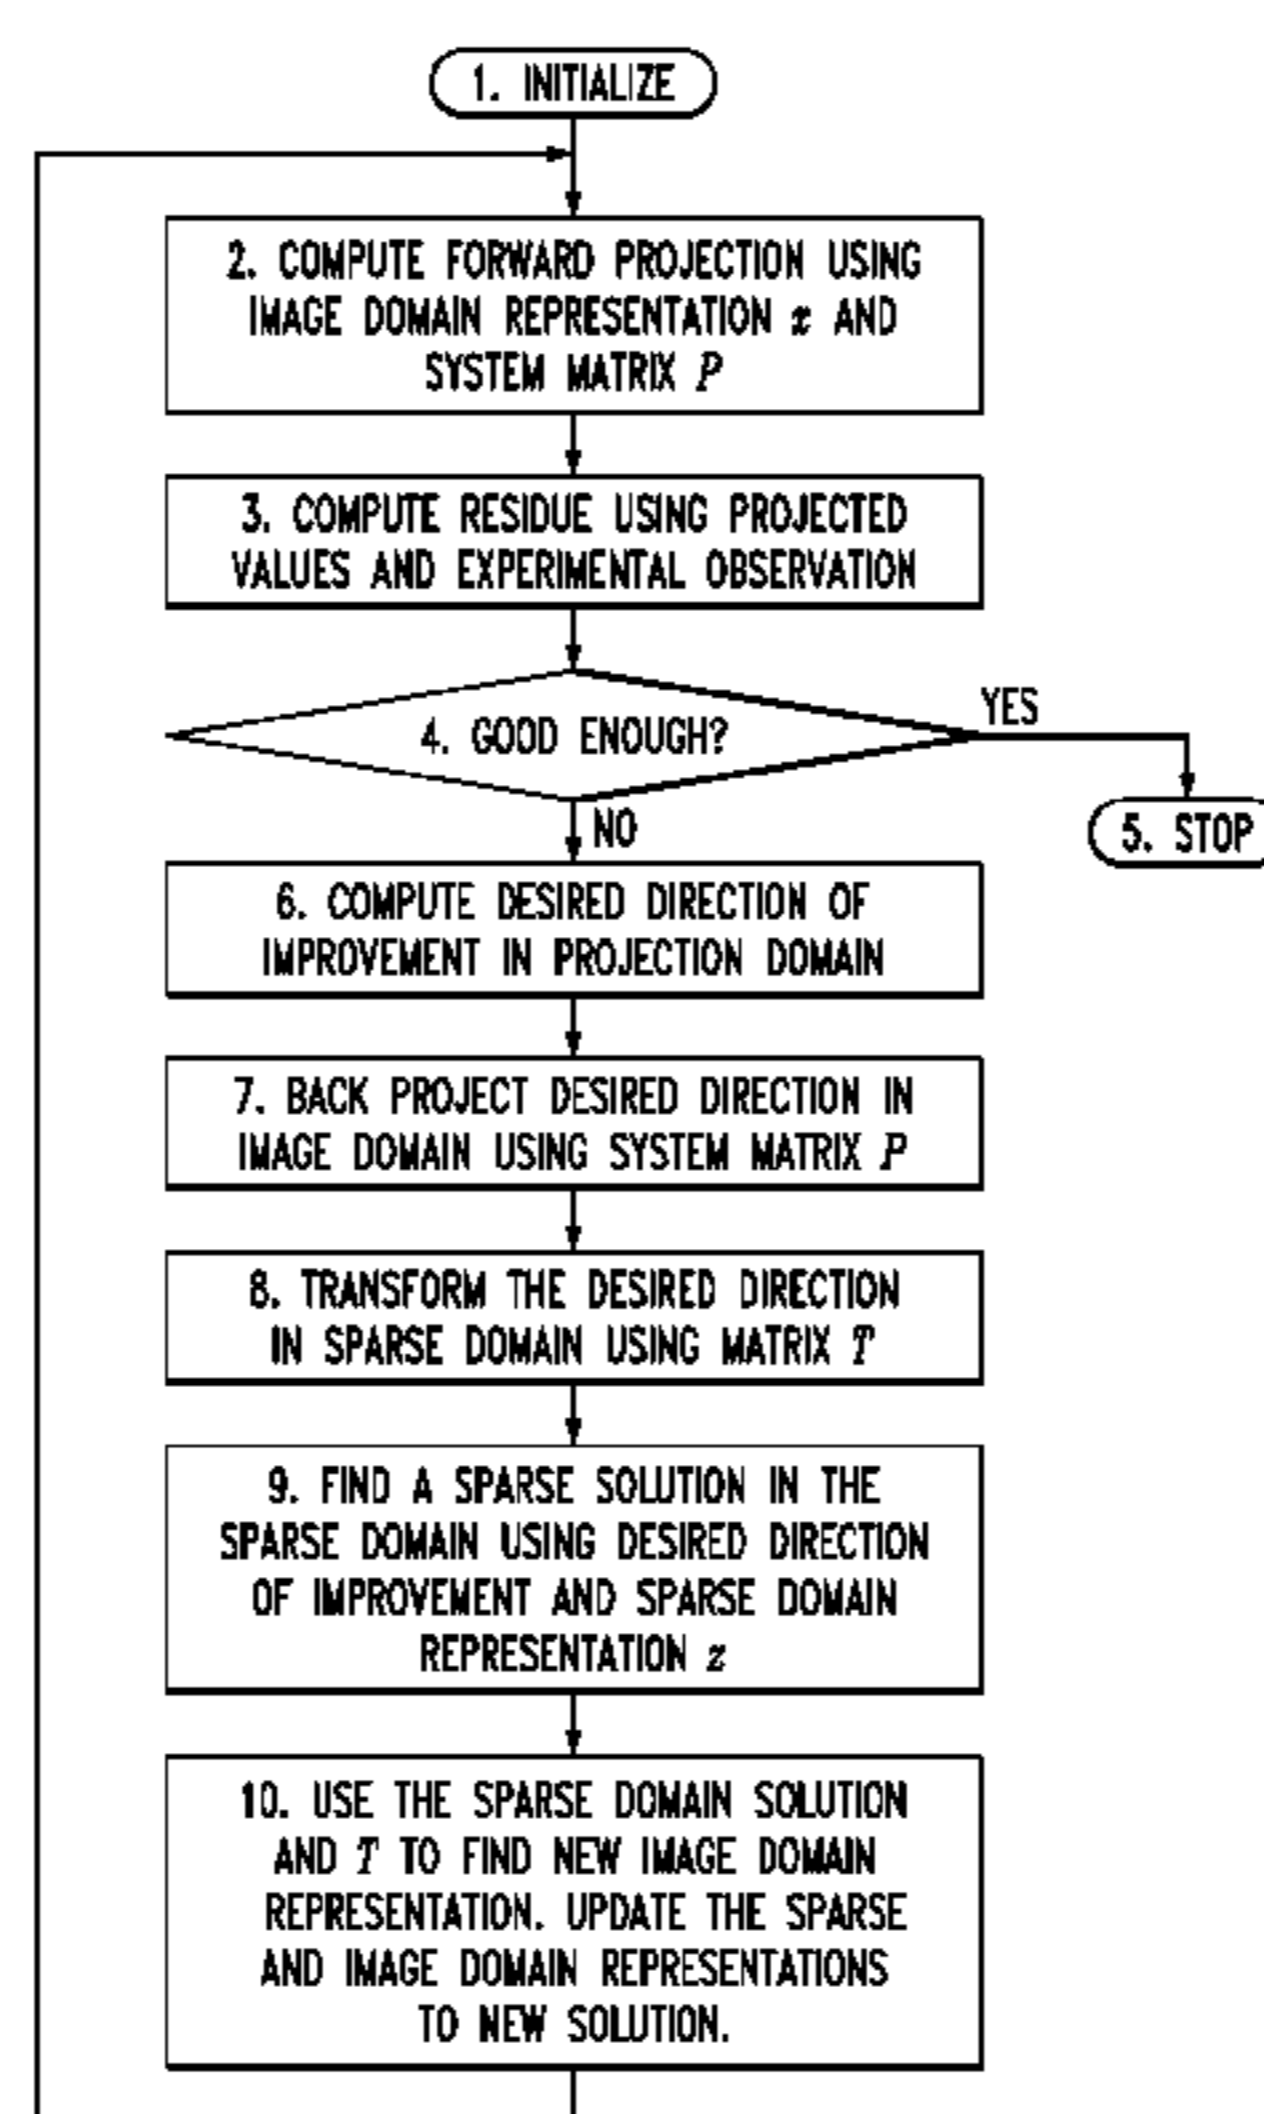 1. INITIALIZE
2. COMPUTE FORWARD PROJECTION USING
IMAGE DOMAIN REPRESENTATION x AND
SYSTEM MATRIX P
3. COMPUTE RESIDUE USING PROJECTED
VALUES AND EXPERIMENTAL OBSERVATION
4. GOOD ENOUGH?
YES
5. STOP
NO
6. COMPUTE DESIRED DIRECTION OF
IMPROVEMENT IN PROJECTION DOMAIN
7. BACK PROJECT DESIRED DIRECTION IN
IMAGE DOMAIN USING SYSTEM MATRIX P
8. TRANSFORM THE DESIRED DIRECTION
IN SPARSE DOMAIN USING MATRIX T
9. FIND A SPARSE SOLUTION IN THE
SPARSE DOMAIN USING DESIRED DIRECTION
OF IMPROVEMENT AND SPARSE DOMAIN
REPRESENTATION z
10. USE THE SPARSE DOMAIN SOLUTION
AND T TO FIND NEW IMAGE DOMAIN
REPRESENTATION. UPDATE THE SPARSE
AND IMAGE DOMAIN REPRESENTATIONS
TO NEW SOLUTION.